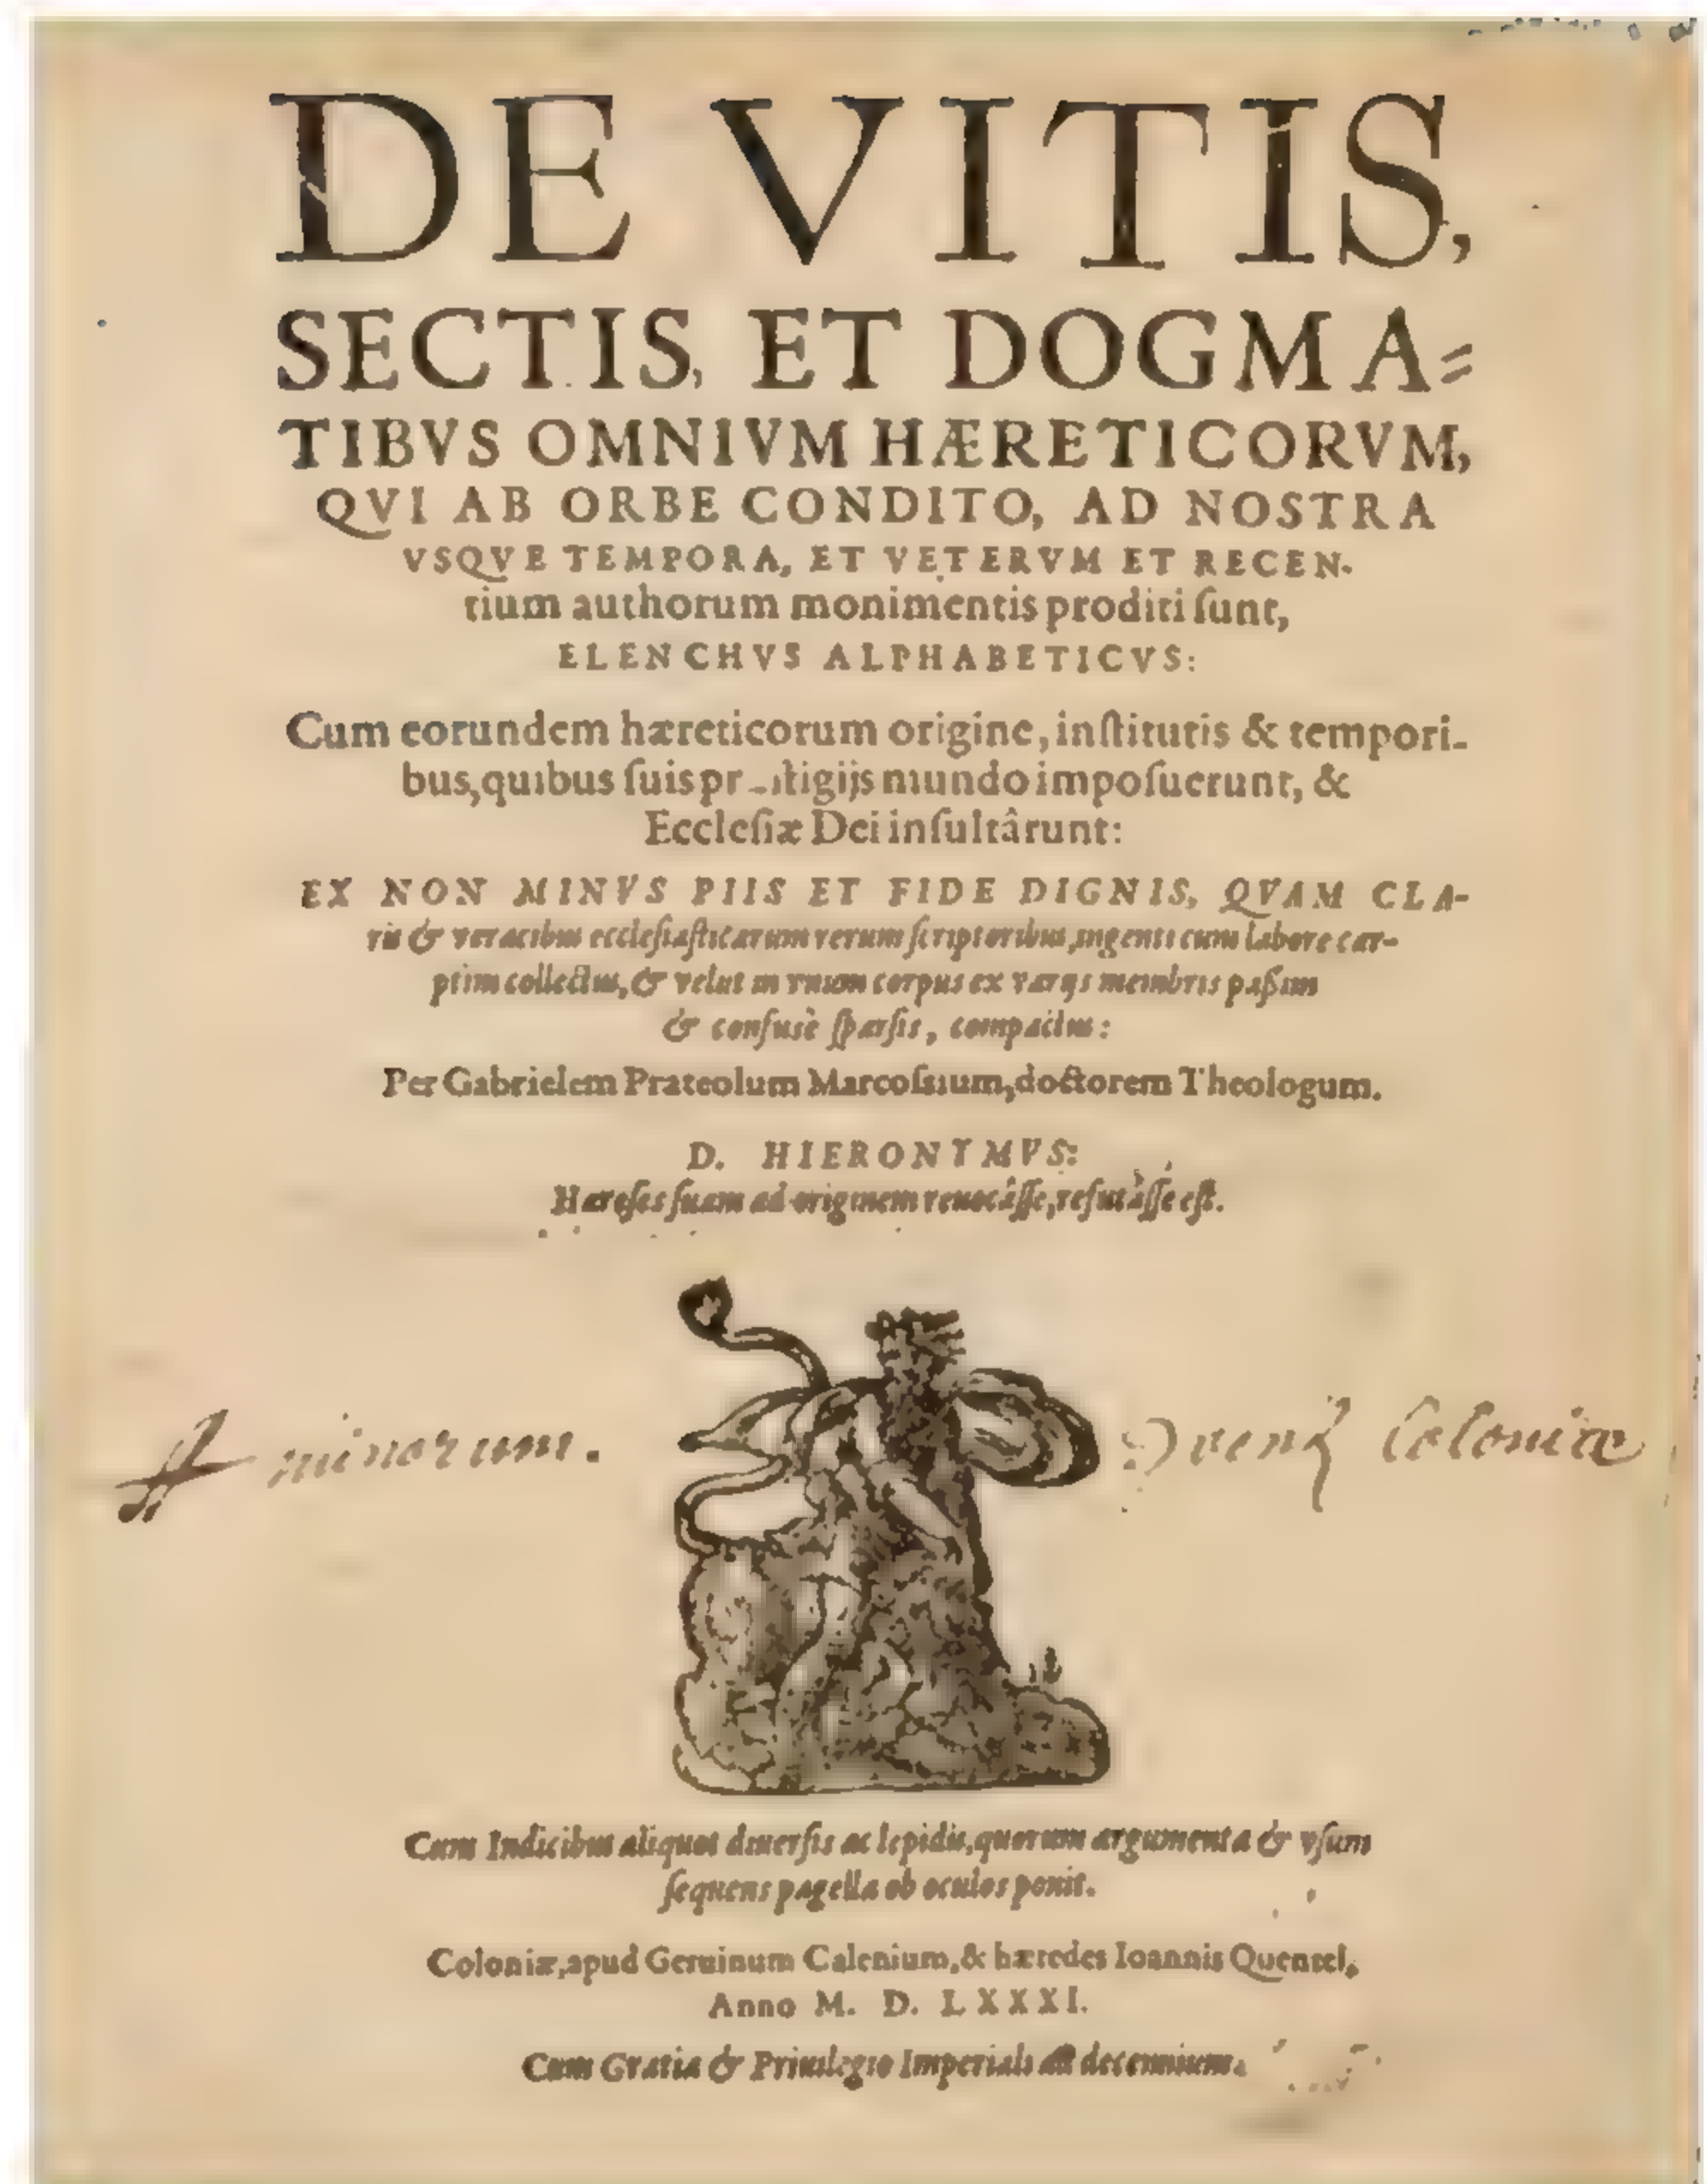 DE VITIS,
SECTIS, ET DOGMA=
TIBVS OMNIVM HÆRETICORVM,
QVI AB ORBE CONDITO, AD NOSTRA
VSQVE TEMPORA, ET VETERVM ET RECEN-
tium authorum monimentis proditi ſunt,
ELENCHVS ALPHABETICVS:
Cum eorundem hæreticorum origine, inſtitutis & tempori-
bus, quibus ſuis mundo impoſuerunt, &
Eccleſiæ Dei inſultârunt:
EX NON MINVS PIIS ET FIDE DIGNIS, QVAM CLA-
ris & veracibus eccleſiaſticarum rerum ſcriptoribus, ingenti cum labore car-
ptim collectus, & velut in vnum corpus ex varijs membris paßim
& confusè ſparſis, compactus:
Per Gabrielem Prateolum Marcoſsium, doctorem Theologum.
D. HIERONYMVS:
Hæreſes ſuam ad originem reuocâſſe, refutâſſe eſt.
minorum. Coloniæ
Cum Indicibus aliquot diuerſis ac lepidis, quorum argumenta & vſum
ſequens pagella ob oculos ponit.
Coloniæ, apud Geruinum Calenium, & hæredes Ioannis Quentel,
Anno M. D. LXXXI.
Cum Gratia & Priuilegio Imperiali ad decennium.